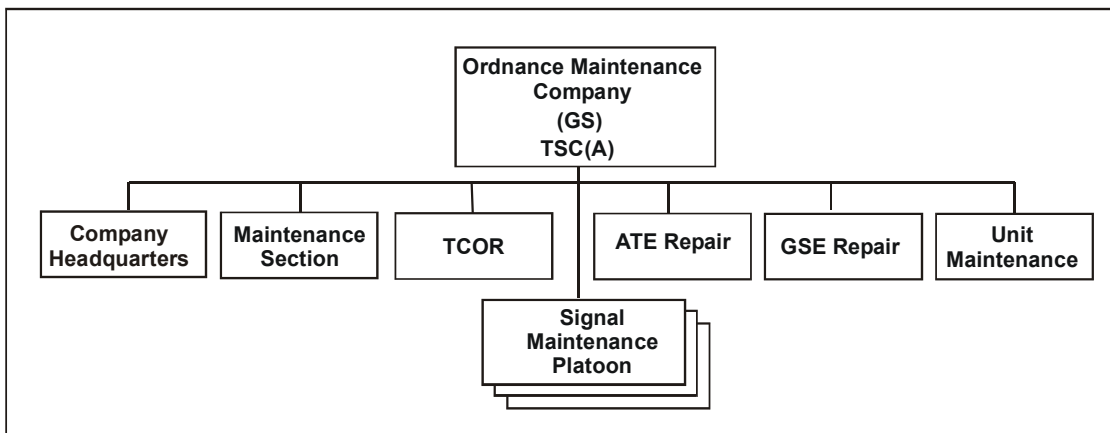 Ordnance Maintenance
Company
(GS)
TSC(A)
Company
Headquarters
Maintenance
Section
TCOR
ATE Repair
GSE Repair
Unit
Maintenance
Signal
Maintenance
Platoon